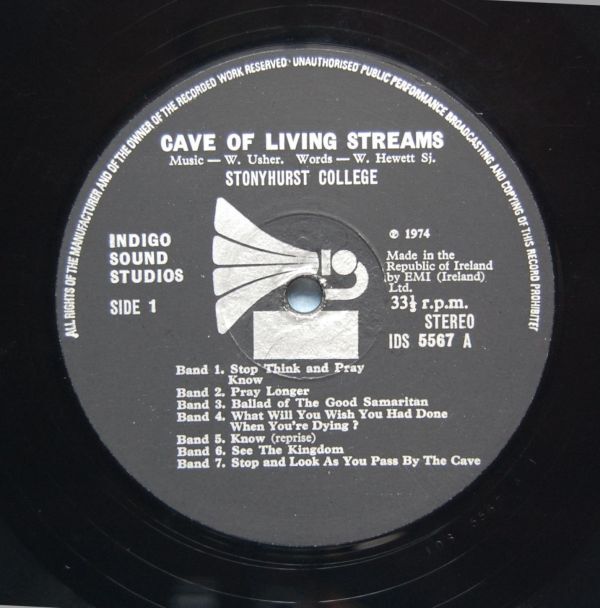 ALL RIGHTS OF THE MANUFACTURER AND OF THE OWNER OF THE RECORDED WORK RESERVED · UNAUTHORISED PUBLIC PERFORMANCE BROADCASTING AND COPYING OF THIS RECORD PROHIBITED
CAVE OF LIVING STREAMS
Music — W. Usher. Words — W. Hewett Sj.
STONYHURST COLLEGE
INDIGO
SOUND
STUDIOS
SIDE 1
℗ 1974
Made in the
Republic of Ireland
by EMI (Ireland)
Ltd.
33⅓ r.p.m.
STEREO
IDS 5567 A
Band 1. Stop Think and Pray
Know
Band 2. Pray Longer
Band 3. Ballad of The Good Samaritan
Band 4. What Will You Wish You Had Done
When You're Dying ?
Band 5. Know (reprise)
Band 6. See The Kingdom
Band 7. Stop and Look As You Pass By The Cave
IDS 5567 A